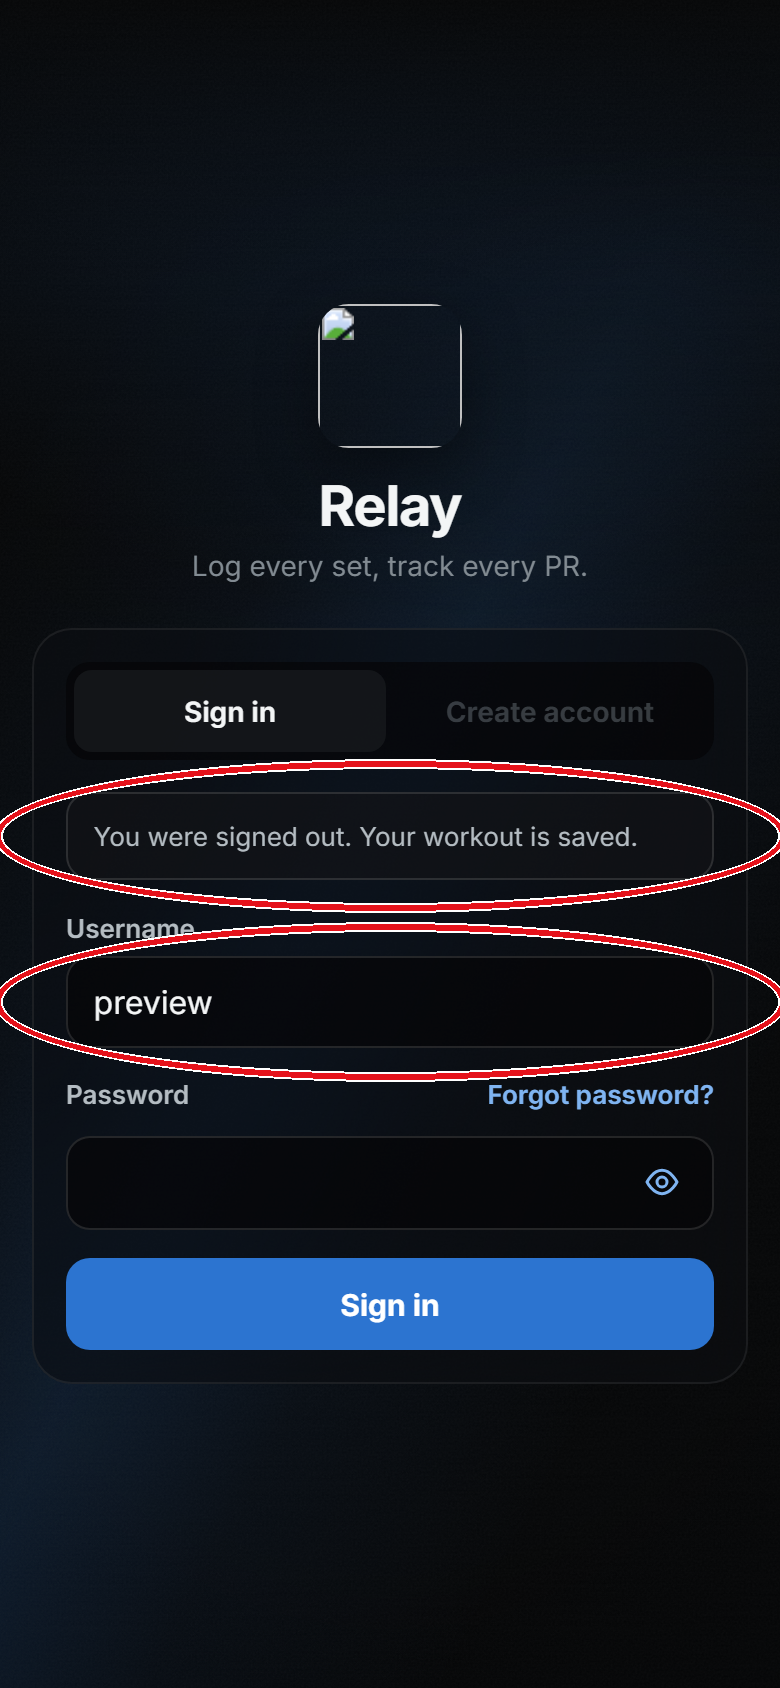 Relay
Log every set, track every PR.
Sign in
Create account
You were signed out. Your workout is saved.
Username
preview
Password
Forgot password?
Sign in